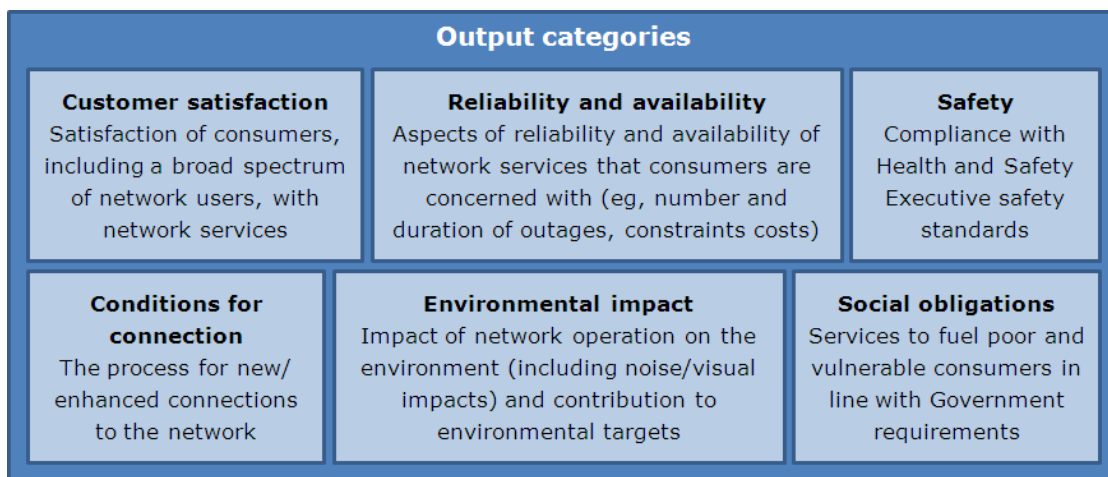 Output categories
Customer satisfaction
Satisfaction of consumers,
including a broad spectrum
of network users, with
network services
Reliability and availability
Aspects of reliability and availability of
network services that consumers are
concerned with (eg, number and
duration of outages, constraints costs)
Safety
Compliance with
Health and Safety
Executive safety
standards
Conditions for
connection
The process for new/
enhanced connections
to the network
Environmental impact
Impact of network operation on the
environment (including noise/visual
impacts) and contribution to
environmental targets
Social obligations
Services to fuel poor and
vulnerable consumers in
line with Government
requirements